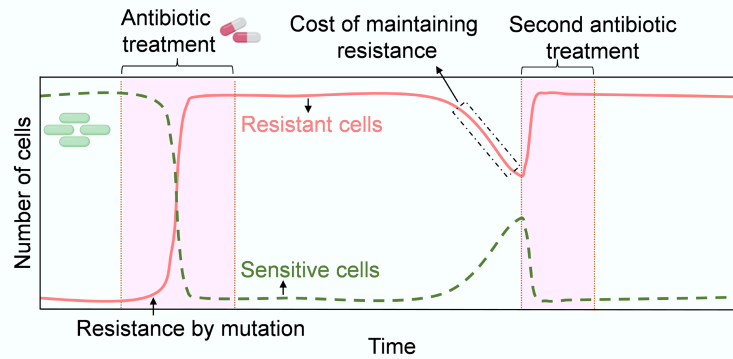 Antibiotic
treatment
Cost of maintaining
resistance
Second antibiotic
treatment
Number of cells
Resistant cells
Sensitive cells
Resistance by mutation
Time